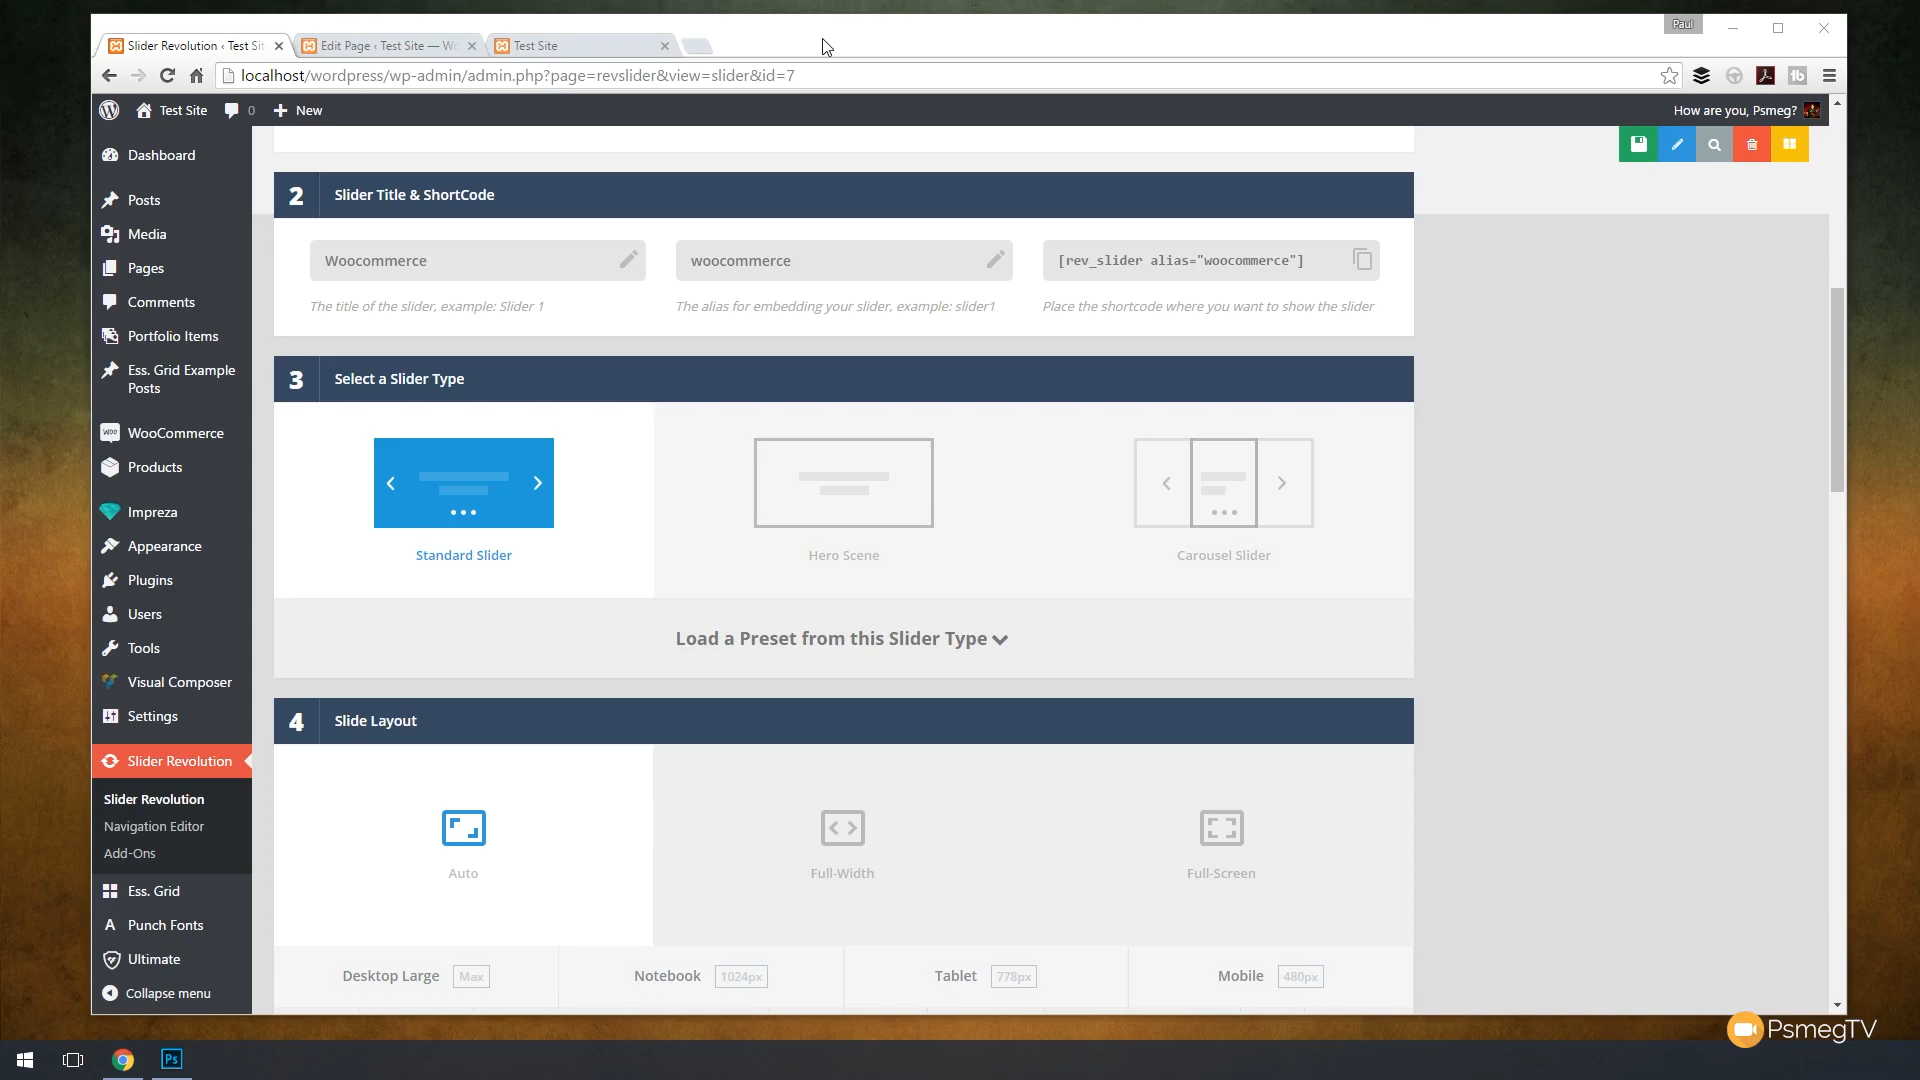 Paul
Slider Revolution ‹ Test Sit
Edit Page ‹ Test Site — Wo
Test Site
localhost/wordpress/wp-admin/admin.php?page=revslider&view=slider&id=7
Test Site
0
New
How are you, Psmeg?
Dashboard
Posts
Media
Pages
Comments
Portfolio Items
Ess. Grid Example
Posts
WooCommerce
Products
Impreza
Appearance
Plugins
Users
Tools
Visual Composer
Settings
Slider Revolution
Slider Revolution
Navigation Editor
Add-Ons
Ess. Grid
Punch Fonts
Ultimate
Collapse menu
2 Slider Title & ShortCode
Woocommerce
woocommerce
[rev_slider alias="woocommerce"]
The title of the slider, example: Slider 1
The alias for embedding your slider, example: slider1
Place the shortcode where you want to show the slider
3 Select a Slider Type
Standard Slider
Hero Scene
Carousel Slider
Load a Preset from this Slider Type
4 Slide Layout
Auto
Full-Width
Full-Screen
Desktop Large Max
Notebook 1024px
Tablet 778px
Mobile 480px
PsmegTV
Ps